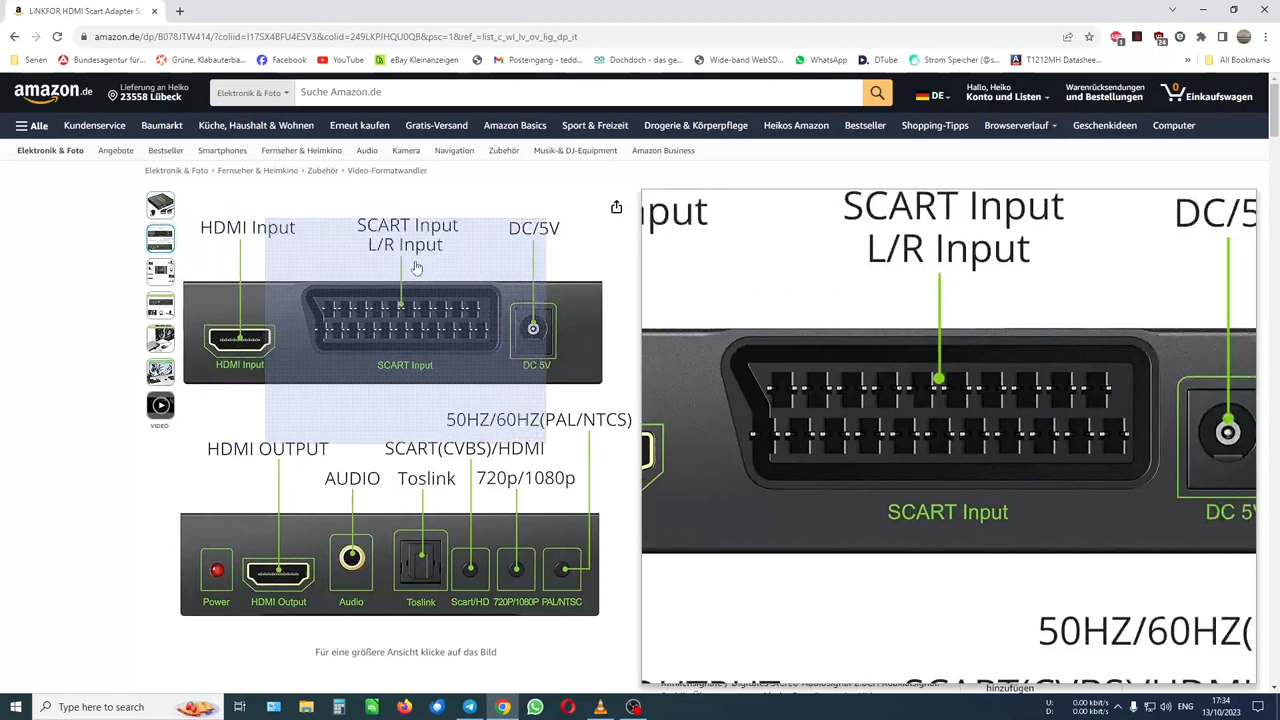 LiNKFOR HDMI Scart Adapter S
amazon.de/dp/B078JTW414/?colliid=I17SX4BFU4ESV3&colid=249LKPJHQU0QB&psc=1&ref_=list_c_wl_lv_ov_lig_dp_it
Serien
Bundesagentur für...
Grüne, Klabauterba...
Facebook
YouTube
eBay Kleinanzeigen
Posteingang - tedd...
Dochdoch - das ge...
Wide-band WebSD...
WhatsApp
DTube
Strom Speicher (@s...
T1212MH Datashee...
»
All Bookmarks
amazon.de
Lieferung an Heiko
23558 Lübeck
Elektronik & Foto
Suche Amazon.de
DE
Hallo, Heiko
Konto und Listen
Warenrücksendungen
und Bestellungen
0
Einkaufswagen
Alle
Kundenservice
Baumarkt
Küche, Haushalt & Wohnen
Erneut kaufen
Gratis-Versand
Amazon Basics
Sport & Freizeit
Drogerie & Körperpflege
Heikos Amazon
Bestseller
Shopping-Tipps
Browserverlauf
Geschenkideen
Computer
Elektronik & Foto
Angebote
Bestseller
Smartphones
Fernseher & Heimkino
Audio
Kamera
Navigation
Zubehör
Musik-& DJ-Equipment
Amazon Business
Elektronik & Foto › Fernseher & Heimkino › Zubehör › Video-Formatwandler
VIDEO
HDMI Input
SCART Input
L/R Input
DC/5V
HDMI Input
SCART Input
DC 5V
50HZ/60HZ(PAL/NTCS)
HDMI OUTPUT
SCART(CVBS)/HDMI
AUDIO
Toslink
720p/1080p
Power
HDMI Output
Audio
Toslink
Scart/HD
720P/1080P
PAL/NTSC
Für eine größere Ansicht klicke auf das Bild
nput
SCART Input
L/R Input
DC/5
SCART Input
DC 5V
50HZ/60HZ(
hinzufügen
Type here to search
U: 0.00 kbit/s
D: 0.00 kbit/s
ENG
17:34
13/10/2023